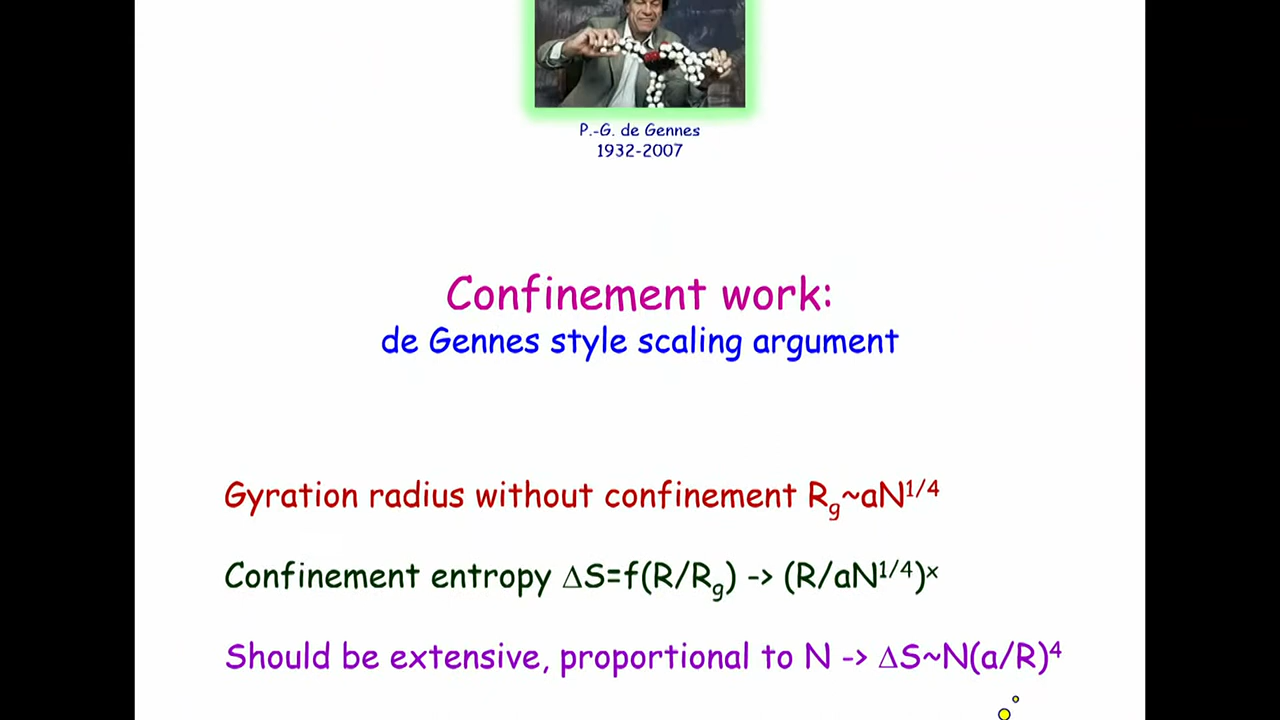 P.-G. de Gennes
1932-2007
Confinement work:
de Gennes style scaling argument
Gyration radius without confinement R_g~aN^{1/4}
Confinement entropy ΔS=f(R/R_g) -> (R/aN^{1/4})^x
Should be extensive, proportional to N -> ΔS~N(a/R)^4